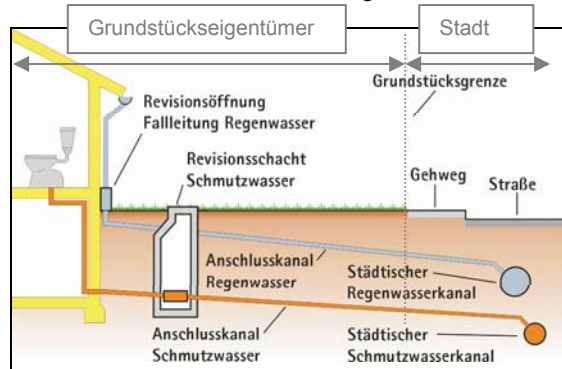 Grundstückseigentümer
Stadt
Grundstücksgrenze
Revisionsöffnung
Fallleitung Regenwasser
Revisionsschacht
Schmutzwasser
Gehweg
Straße
Anschlusskanal
Regenwasser
Städtischer
Regenwasserkanal
Anschlusskanal
Schmutzwasser
Städtischer
Schmutzwasserkanal